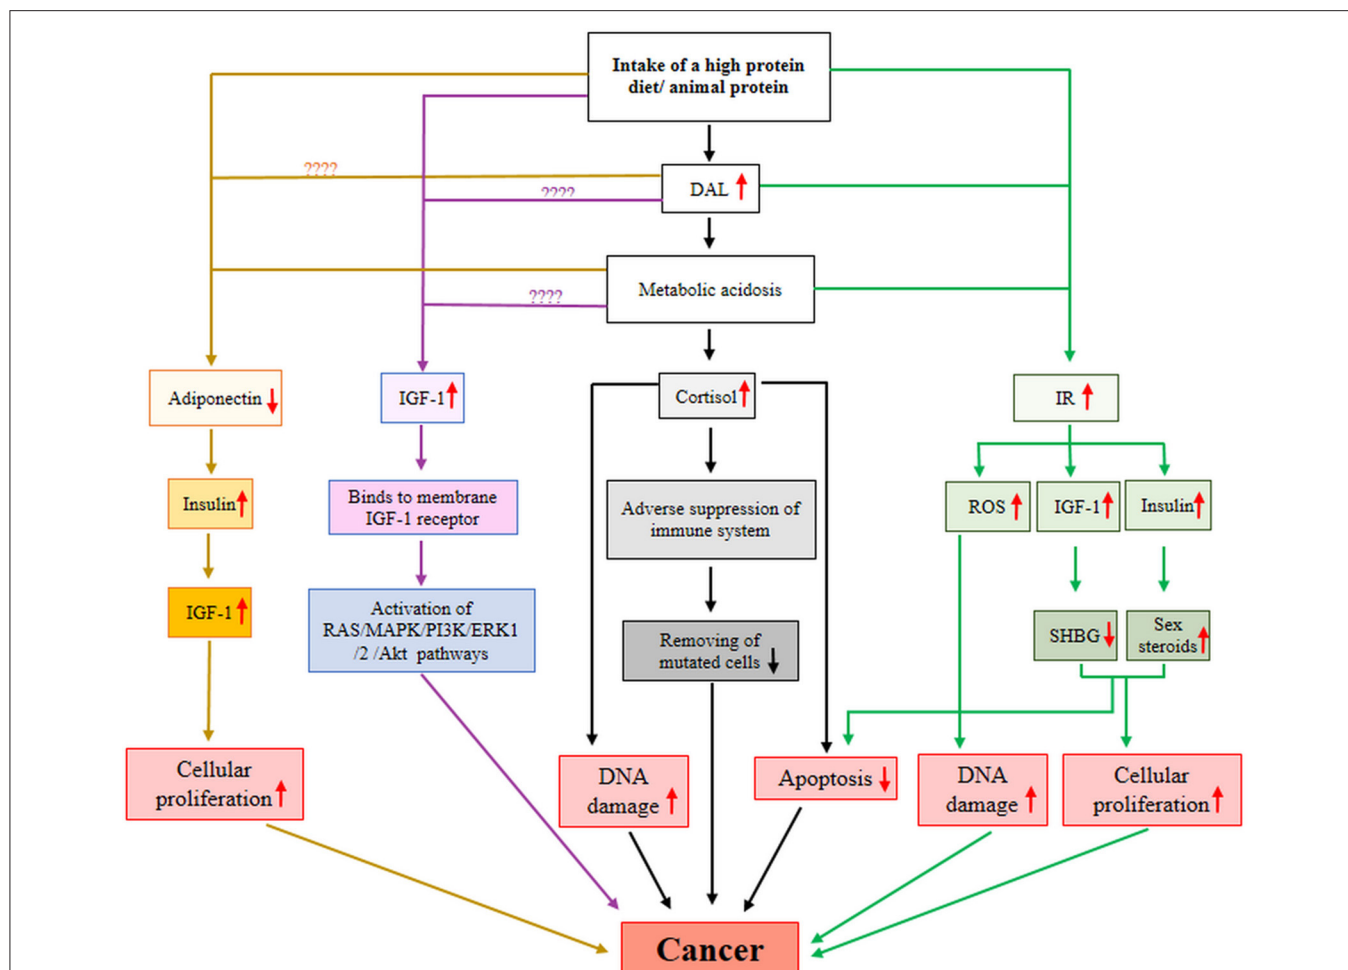 Intake of a high protein
diet/ animal protein
????
DAL
????
Metabolic acidosis
????
Adiponectin
IGF-1
Cortisol
IR
Insulin
Binds to membrane
IGF-1 receptor
Adverse suppression of
immune system
ROS
IGF-1
Insulin
IGF-1
Activation of
RAS/MAPK/PI3K/ERK1
/2 /Akt pathways
Removing of
mutated cells
SHBG
Sex
steroids
Cellular
proliferation
DNA
damage
Apoptosis
DNA
damage
Cellular
proliferation
Cancer